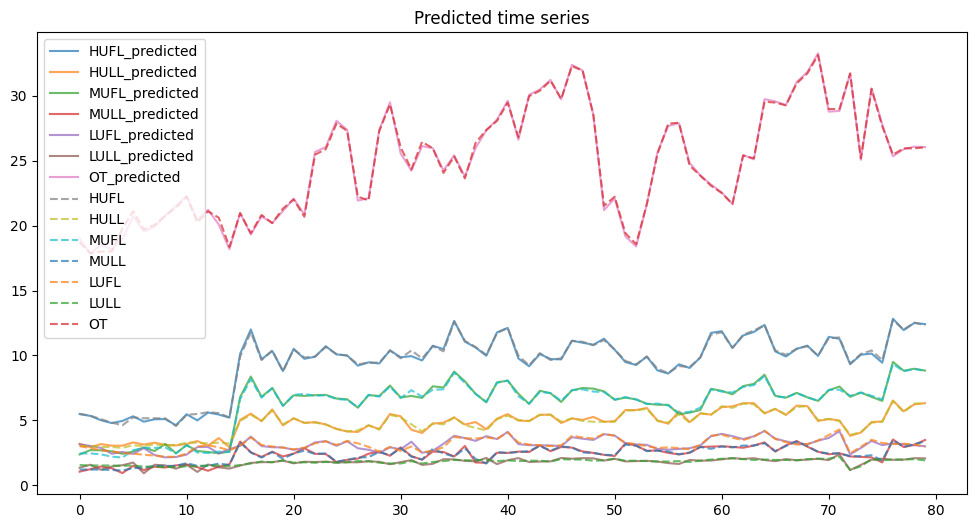 Predicted time series
HUFL_predicted
HULL_predicted
MUFL_predicted
MULL_predicted
LUFL_predicted
LULL_predicted
OT_predicted
HUFL
HULL
MUFL
MULL
LUFL
LULL
OT
30
25
20
15
10
5
0
0 10 20 30 40 50 60 70 80